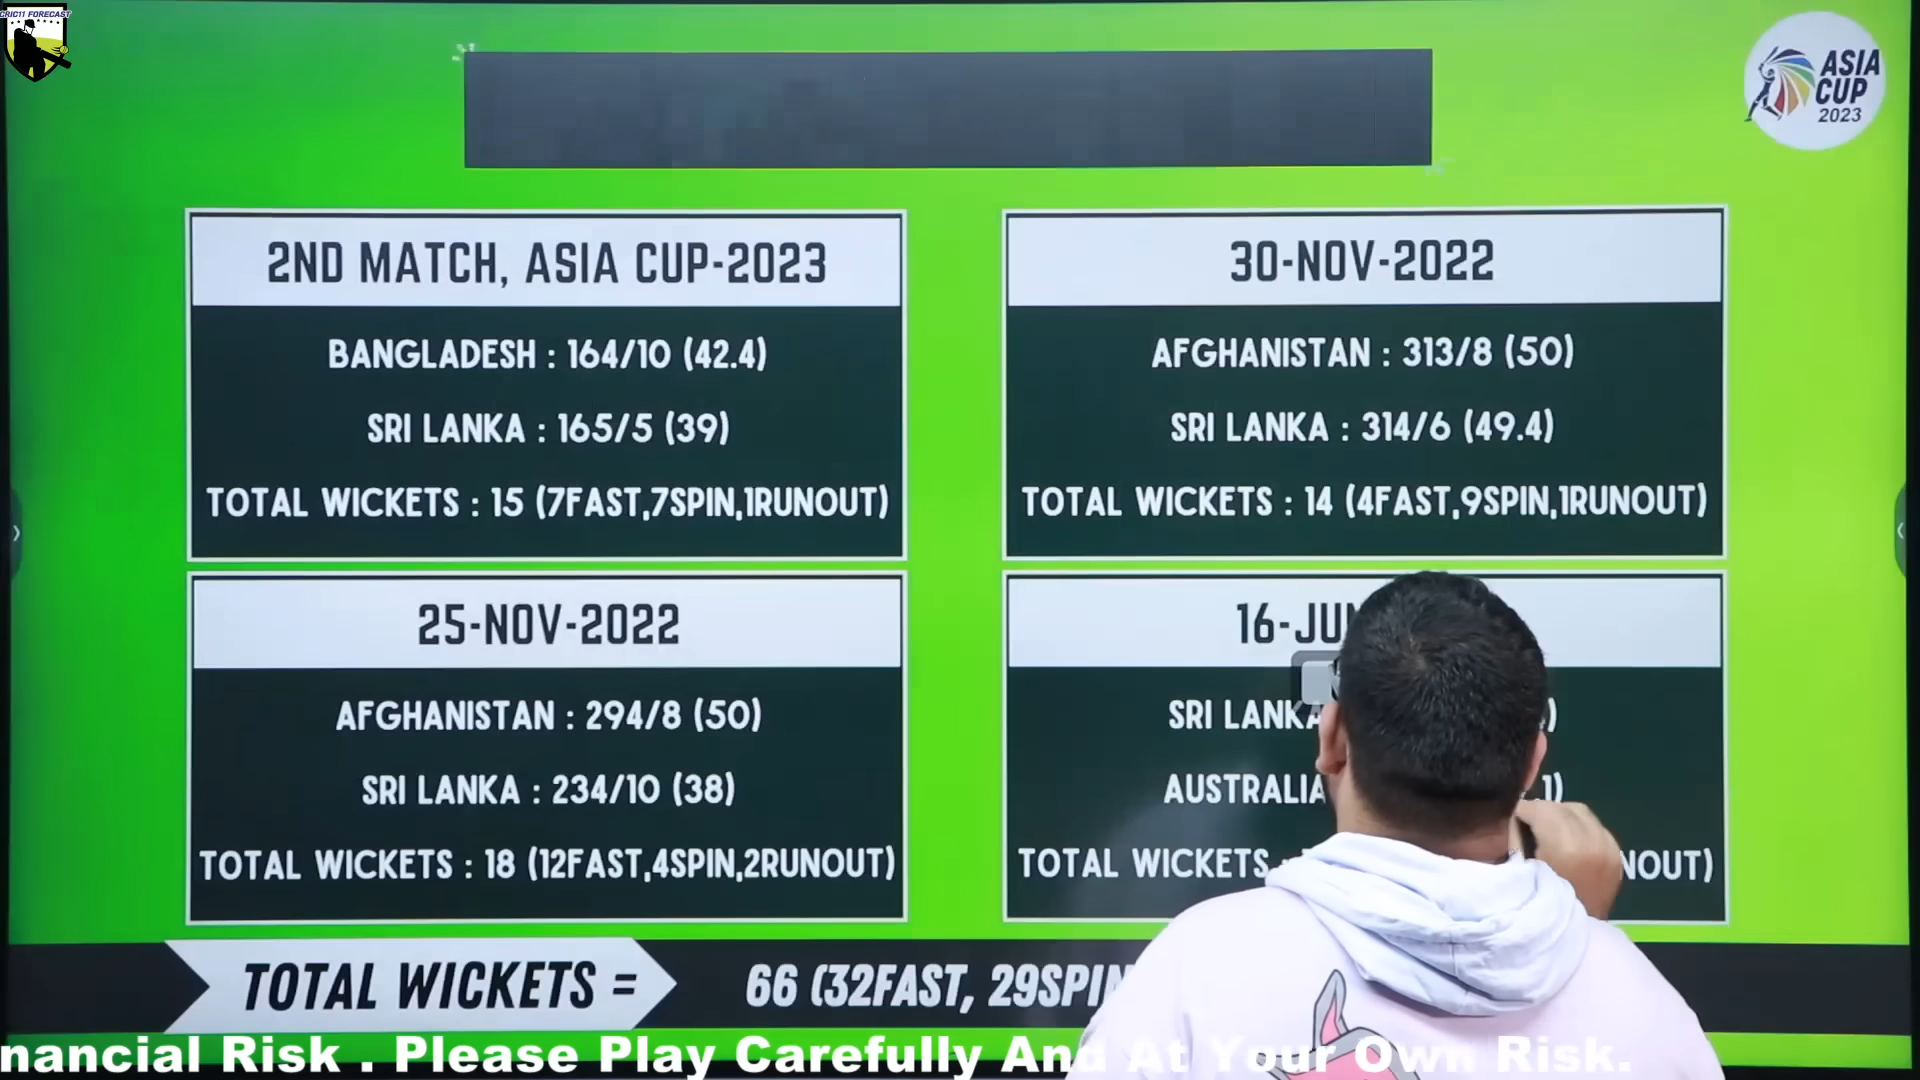 CRIC11 FORECAST
ASIA
CUP
2023
2ND MATCH, ASIA CUP-2023
BANGLADESH : 164/10 (42.4)
SRI LANKA : 165/5 (39)
TOTAL WICKETS : 15 (7FAST,7SPIN,1RUNOUT)
30-NOV-2022
AFGHANISTAN : 313/8 (50)
SRI LANKA : 314/6 (49.4)
TOTAL WICKETS : 14 (4FAST,9SPIN,1RUNOUT)
25-NOV-2022
AFGHANISTAN : 294/8 (50)
SRI LANKA : 234/10 (38)
TOTAL WICKETS : 18 (12FAST,4SPIN,2RUNOUT)
16-JU
SRI LANKA )
AUSTRALIA .1)
TOTAL WICKETS NOUT)
TOTAL WICKETS =
66 (32FAST, 29SPIN
nancial Risk . Please Play Carefully And At Your Own Risk.